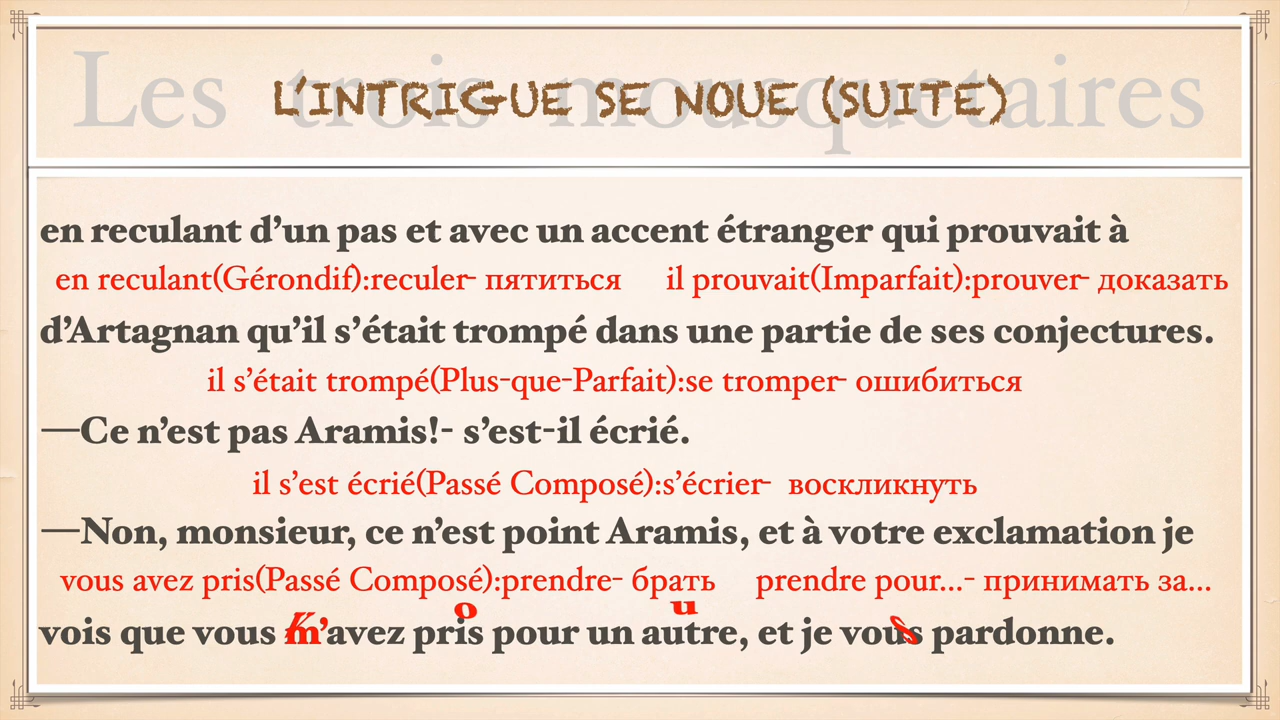 Les trois mousquetaires
L'INTRIGUE SE NOUE (SUITE)
en reculant d’un pas et avec un accent étranger qui prouvait à
en reculant(Gérondif):reculer- пятиться il prouvait(Imparfait):prouver- доказать
d’Artagnan qu’il s’était trompé dans une partie de ses conjectures.
il s’était trompé(Plus-que-Parfait):se tromper- ошибиться
—Ce n’est pas Aramis!- s’est-il écrié.
il s’est écrié(Passé Composé):s’écrier- воскликнуть
—Non, monsieur, ce n’est point Aramis, et à votre exclamation je
vous avez pris(Passé Composé):prendre- брать prendre pour...- принимать за...
o u
vois que vous m’avez pris pour un autre, et je vous pardonne.